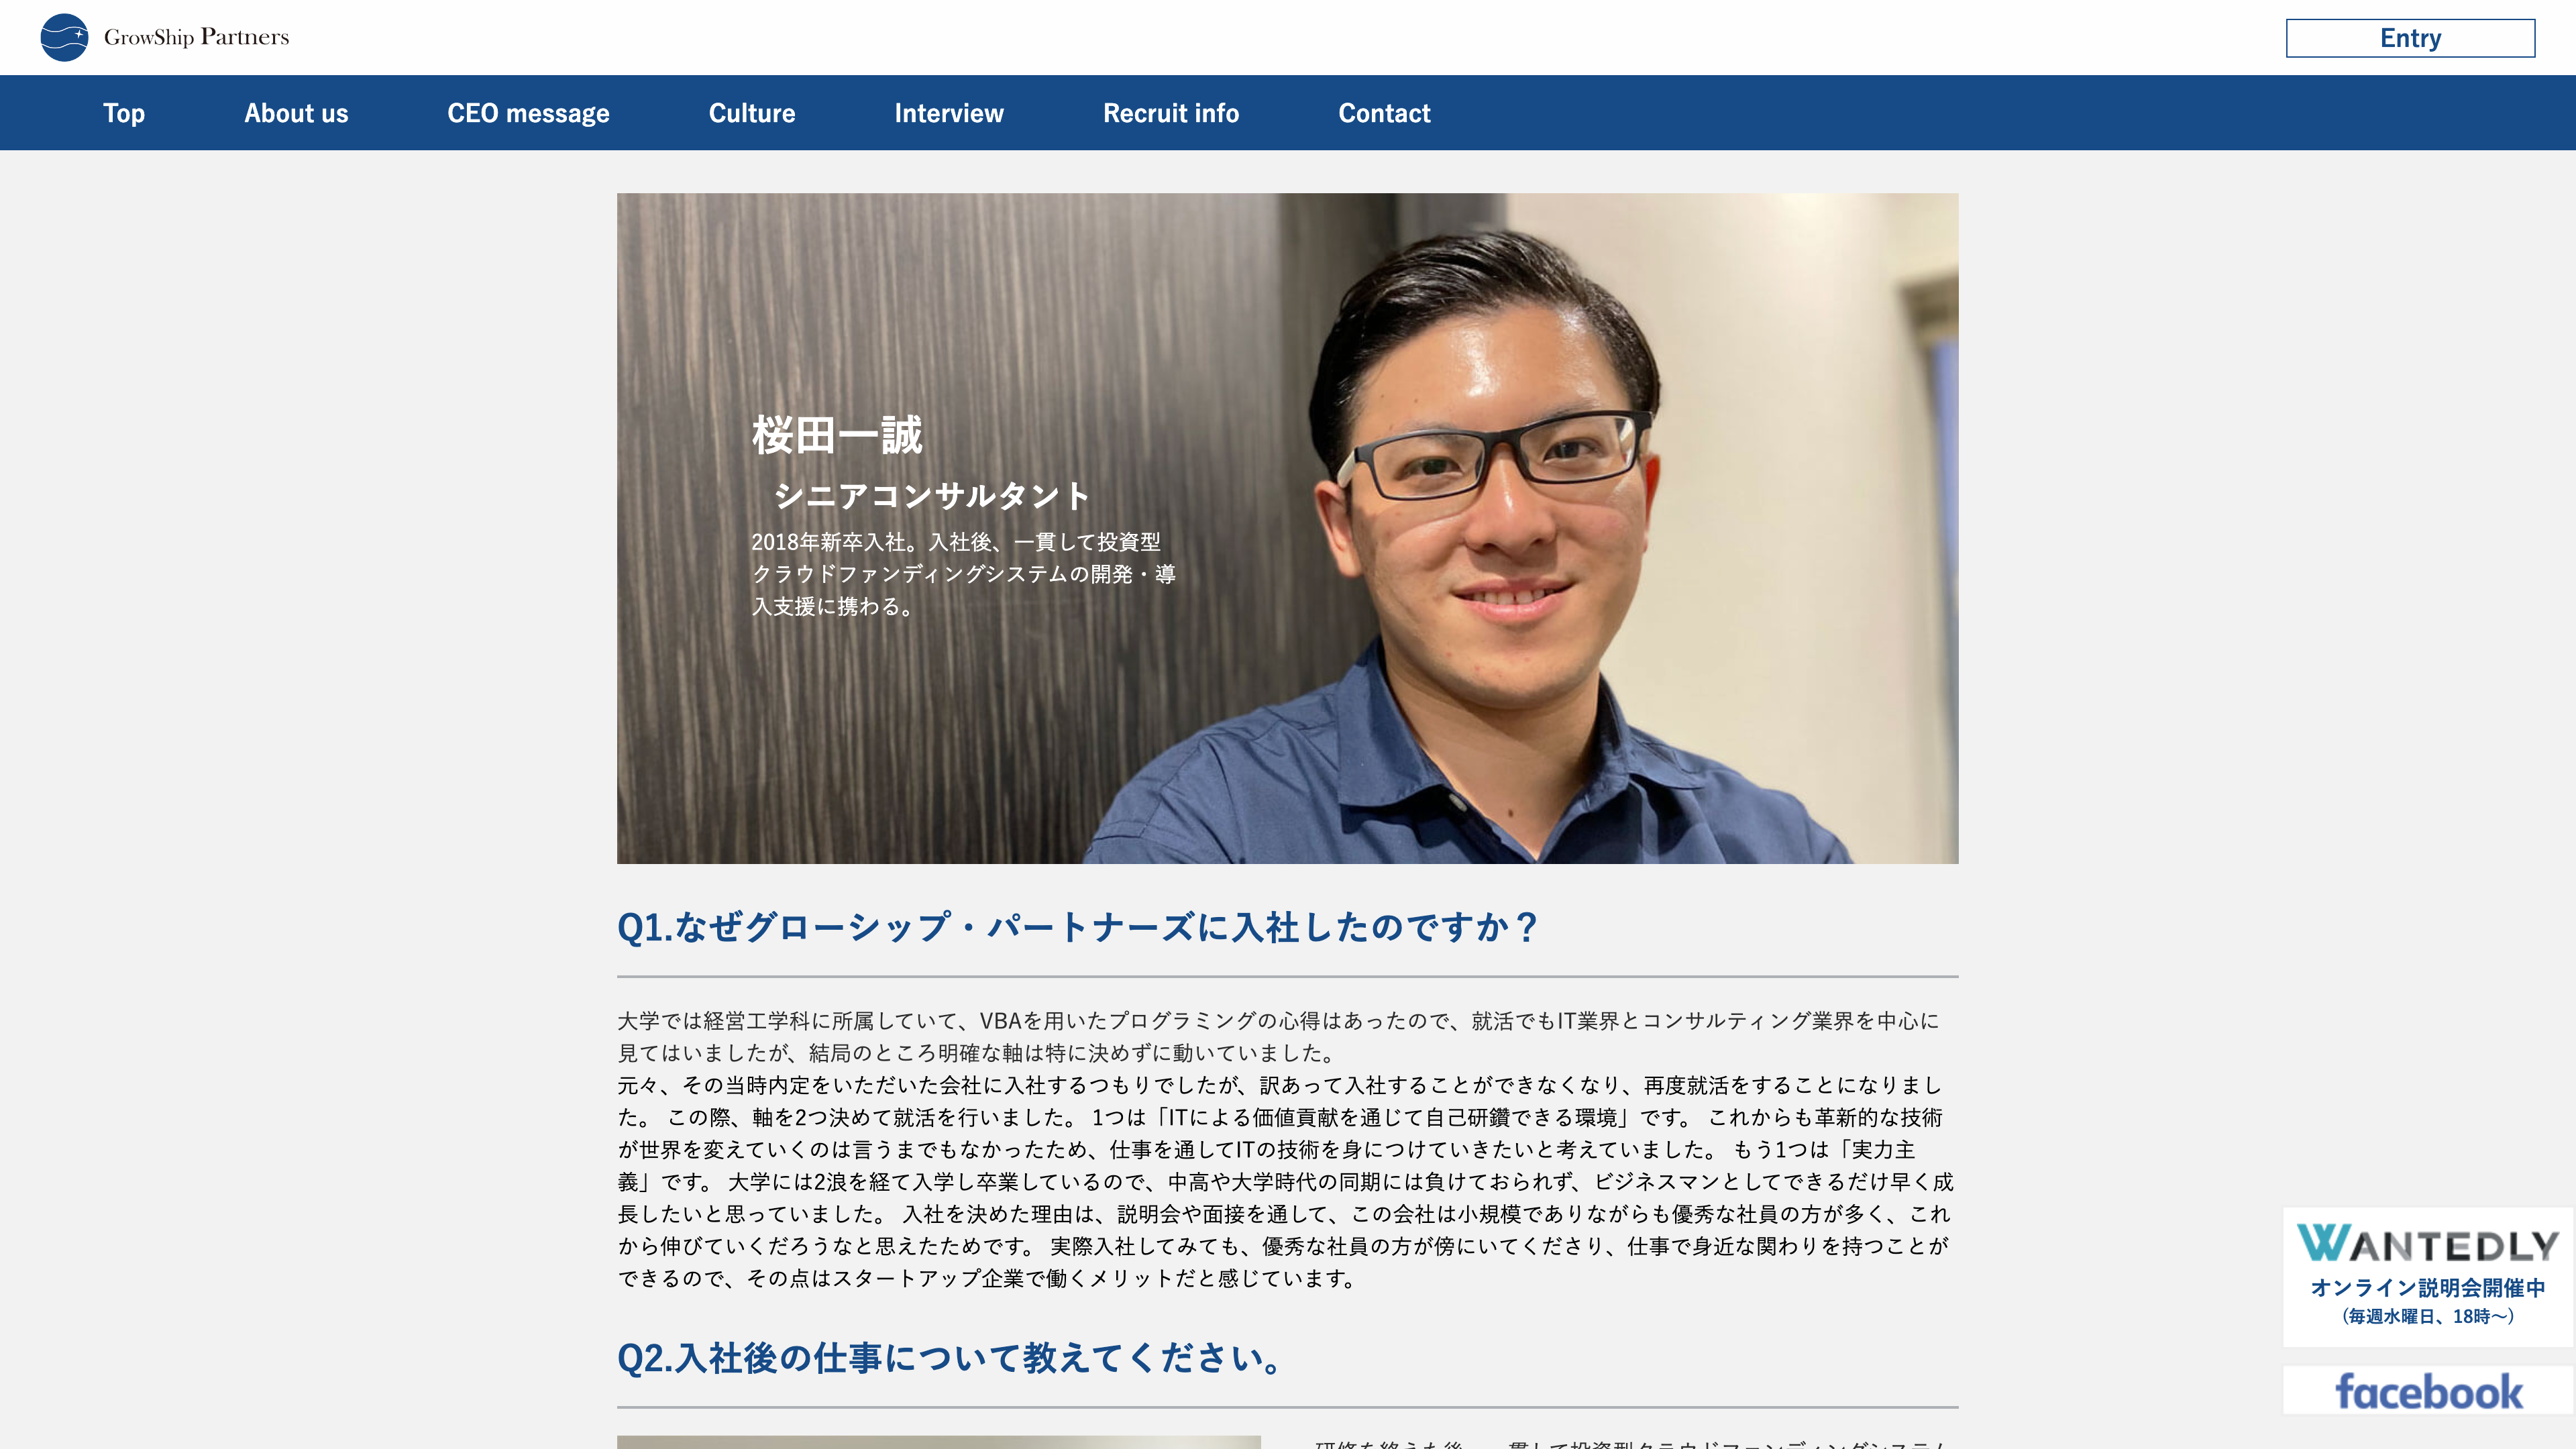 GrowShip Partners
Entry
Top
About us
CEO message
Culture
Interview
Recruit info
Contact
桜田一誠
シニアコンサルタント
2018年新卒入社。入社後、一貫して投資型
クラウドファンディングシステムの開発・導
入支援に携わる。
Q1.なぜグローシップ・パートナーズに入社したのですか？
大学では経営工学科に所属していて、VBAを用いたプログラミングの心得はあったので、就活でもIT業界とコンサルティング業界を中心に
見てはいましたが、結局のところ明確な軸は特に決めずに動いていました。
元々、その当時内定をいただいた会社に入社するつもりでしたが、訳あって入社することができなくなり、再度就活をすることになりまし
た。 この際、軸を2つ決めて就活を行いました。 1つは「ITによる価値貢献を通じて自己研鑽できる環境」です。 これからも革新的な技術
が世界を変えていくのは言うまでもなかったため、仕事を通してITの技術を身につけていきたいと考えていました。 もう1つは「実力主
義」です。 大学には2浪を経て入学し卒業しているので、中高や大学時代の同期には負けておられず、ビジネスマンとしてできるだけ早く成
長したいと思っていました。 入社を決めた理由は、説明会や面接を通して、この会社は小規模でありながらも優秀な社員の方が多く、これ
から伸びていくだろうなと思えたためです。 実際入社してみても、優秀な社員の方が傍にいてくださり、仕事で身近な関わりを持つことが
できるので、その点はスタートアップ企業で働くメリットだと感じています。
WANTEDLY
オンライン説明会開催中
（毎週水曜日、18時〜）
facebook
Q2.入社後の仕事について教えてください。
研修を終えた後、一貫して投資型クラウドファンディングシステム